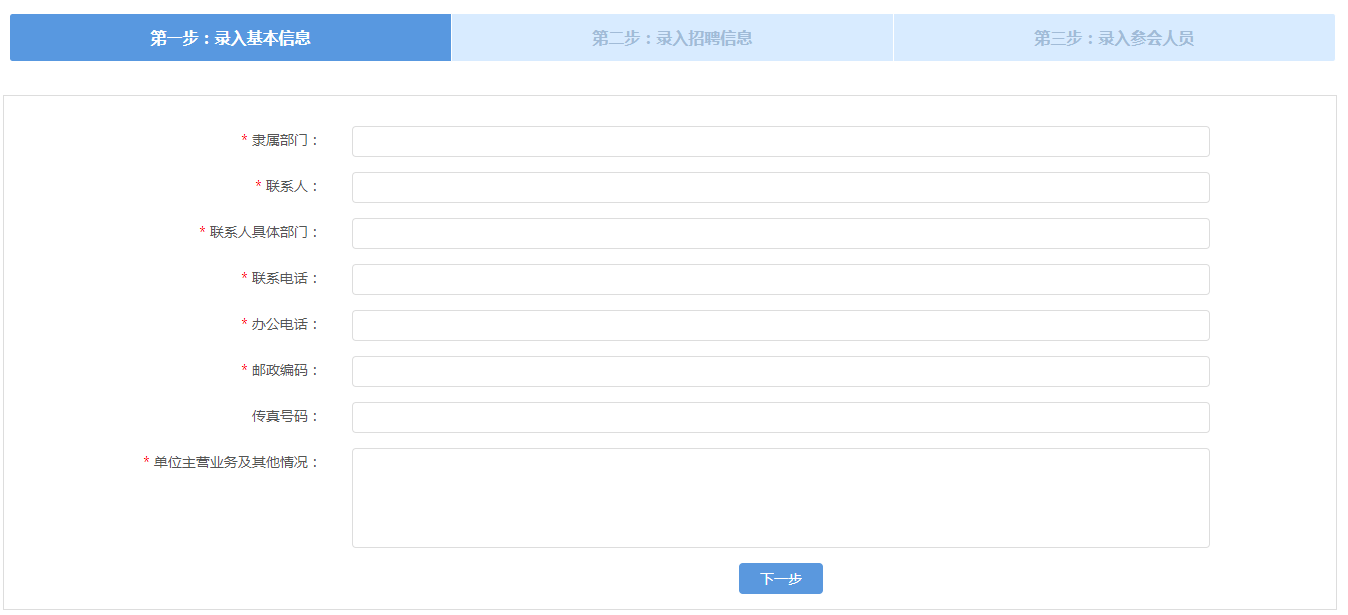 第一步：录入基本信息
第二步：录入招聘信息
第三步：录入参会人员
* 隶属部门：
* 联系人：
* 联系人具体部门：
* 联系电话：
* 办公电话：
* 邮政编码：
传真号码：
* 单位主营业务及其他情况：
下一步